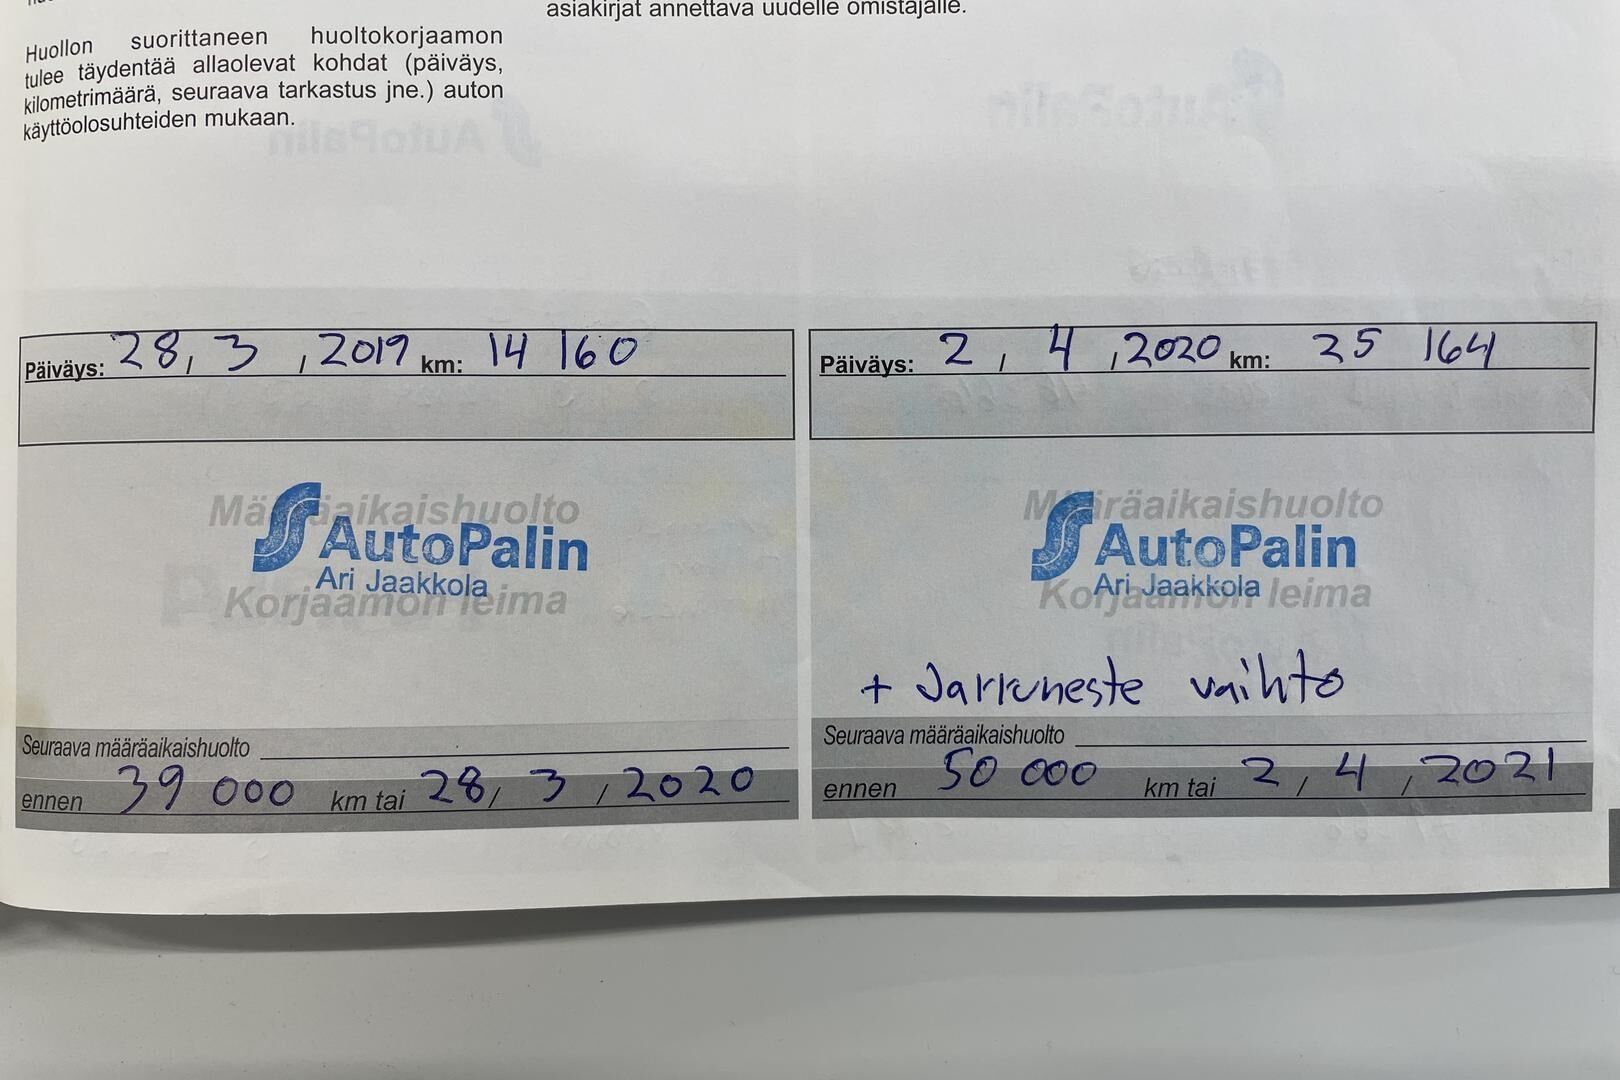 asiakirjat annettava uudelle omistajalle.
Huollon suorittaneen huoltokorjaamon
tulee täydentää allaolevat kohdat (päiväys,
kilometrimäärä, seuraava tarkastus jne.) auton
käyttöolosuhteiden mukaan.
Päiväys: 28, 3 , 2019 km: 14 160
Määräaikaishuolto
AutoPalin
Ari Jaakkola
Korjaamon leima
Seuraava määräaikaishuolto
ennen 39 000 km tai 28, 3 , 2020
Päiväys: 2 , 4 , 2020 km: 25 164
Määräaikaishuolto
AutoPalin
Ari Jaakkola
Korjaamon leima
+ Jarruneste vaihto
Seuraava määräaikaishuolto
ennen 50 000 km tai 2 , 4 , 2021